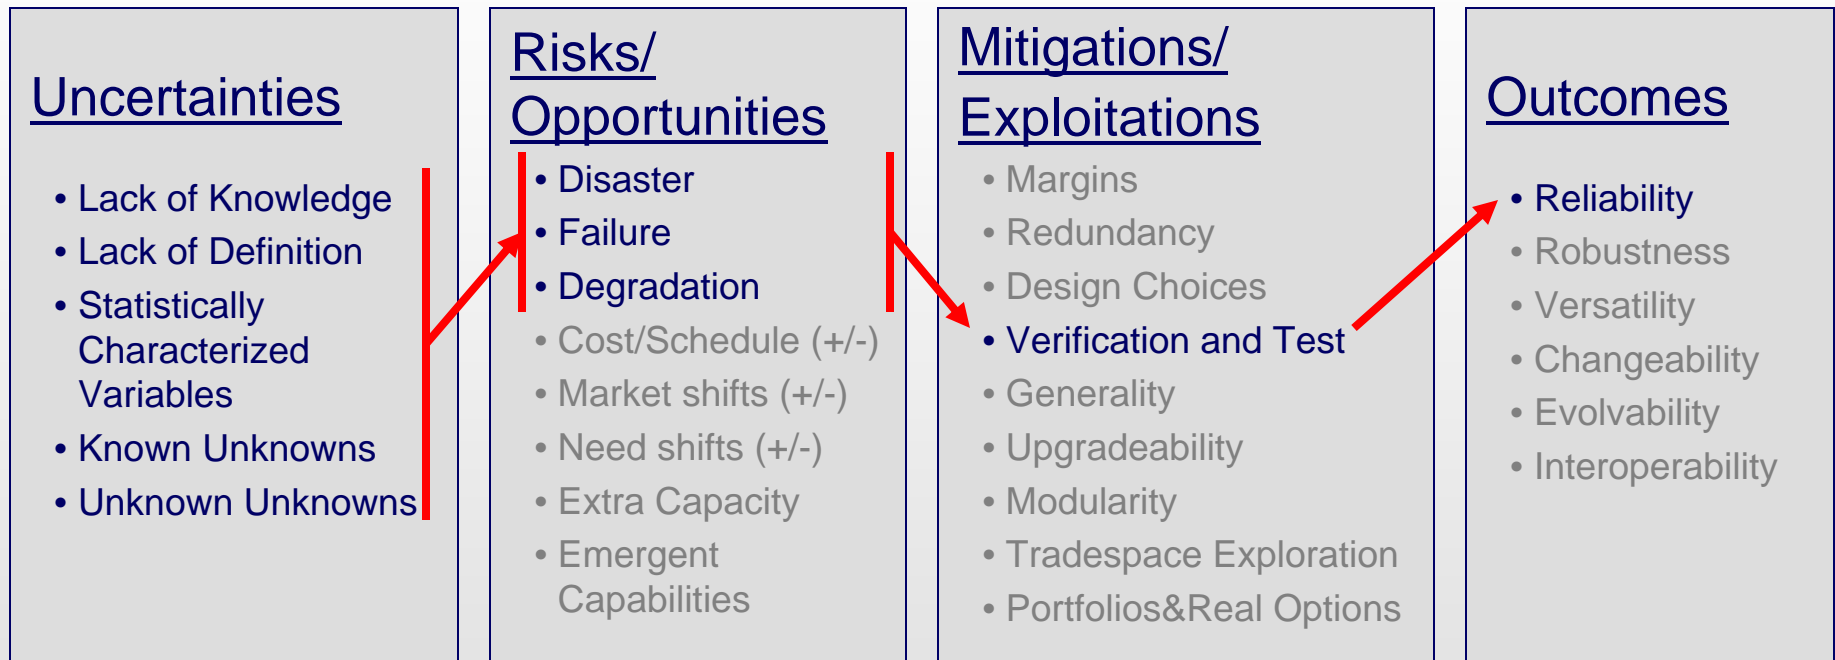 Uncertainties
• Lack of Knowledge
• Lack of Definition
• Statistically
Characterized
Variables
• Known Unknowns
• Unknown Unknowns
Risks/
Opportunities
• Disaster
• Failure
• Degradation
• Cost/Schedule (+/-)
• Market shifts (+/-)
• Need shifts (+/-)
• Extra Capacity
• Emergent
Capabilities
Mitigations/
Exploitations
• Margins
• Redundancy
• Design Choices
• Verification and Test
• Generality
• Upgradeability
• Modularity
• Tradespace Exploration
• Portfolios&Real Options
Outcomes
• Reliability
• Robustness
• Versatility
• Changeability
• Evolvability
• Interoperability